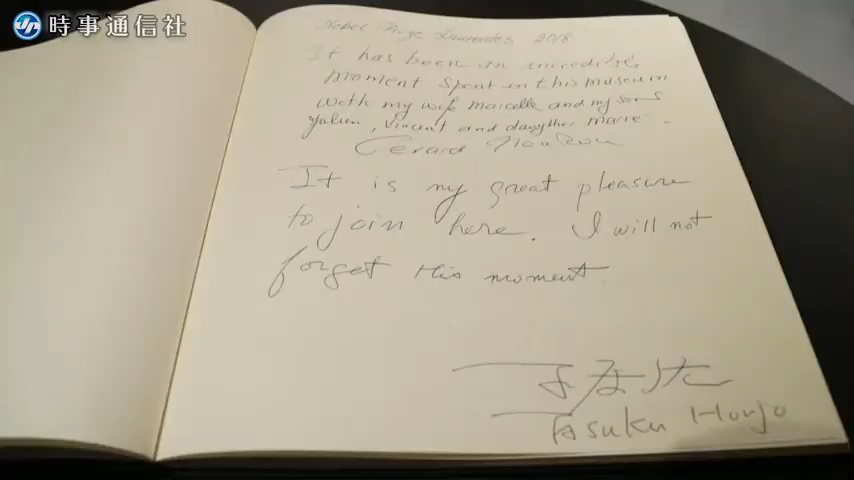 時事通信社
Nobel Prize Laureates 2018
It has been an incredible
moment spent in this museum
with my wife Marcelle and my sons
Julien, Vincent and daughter Marie.
Gerard Mourou
It is my great pleasure
to join here. I will not
forget this moment
Tasuku Honjo